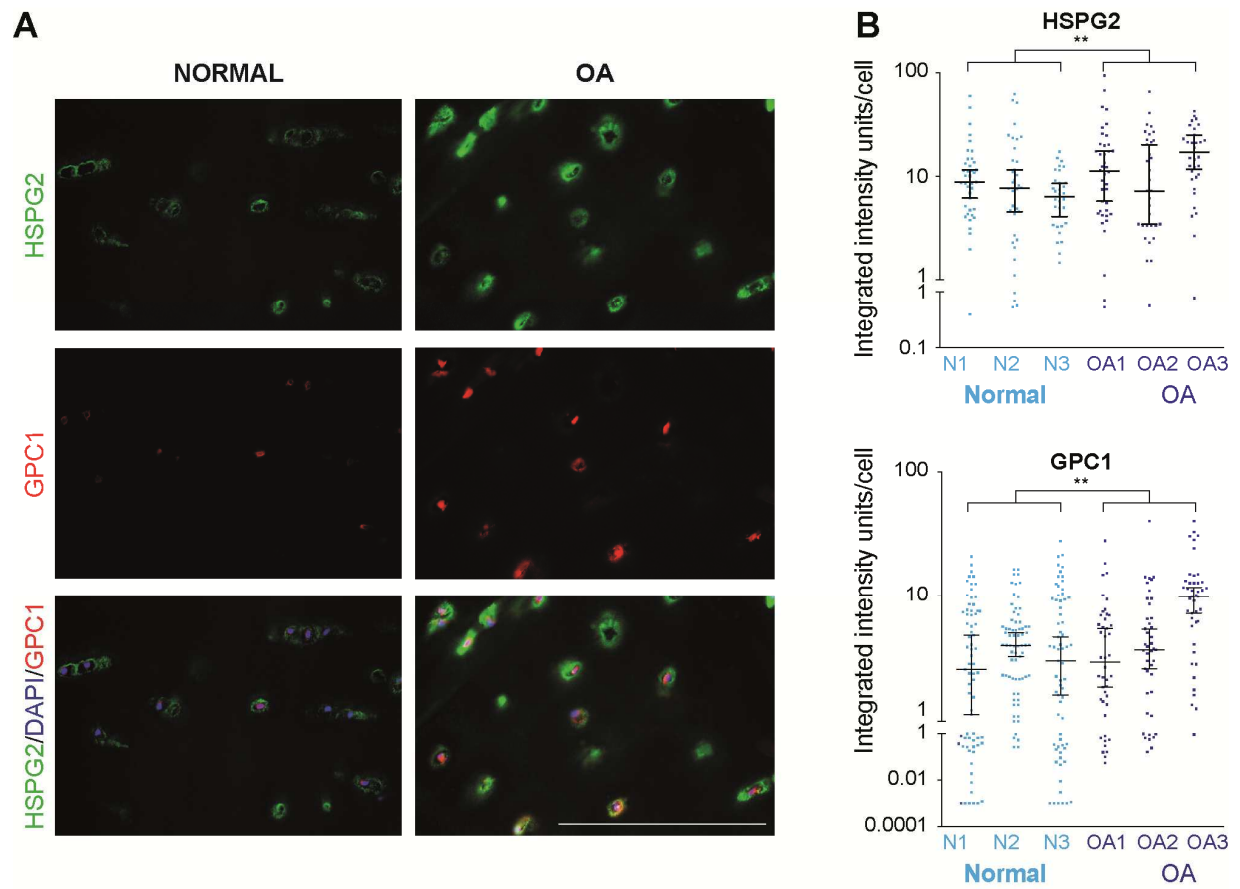 A
NORMAL
OA
HSPG2
GPC1
HSPG2/DAPI/GPC1
B
HSPG2
**
Integrated intensity units/cell
100
10
1
1
0.1
N1 N2 N3 OA1 OA2 OA3
Normal OA
GPC1
**
Integrated intensity units/cell
100
10
1
1
0.01
0.0001
N1 N2 N3 OA1 OA2 OA3
Normal OA